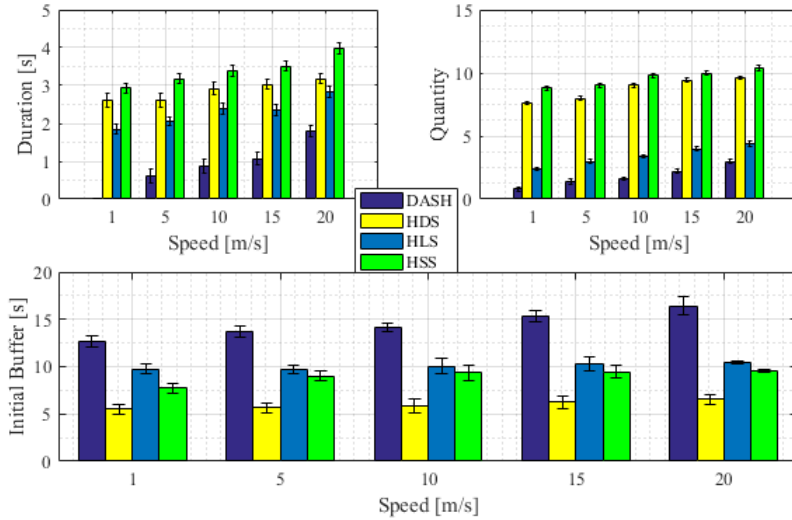 5
4
3
2
1
0
Duration [s]
1 5 10 15 20
Speed [m/s]
15
10
5
0
Quantity
1 5 10 15 20
Speed [m/s]
DASH
HDS
HLS
HSS
20
15
10
5
0
Initial Buffer [s]
1 5 10 15 20
Speed [m/s]